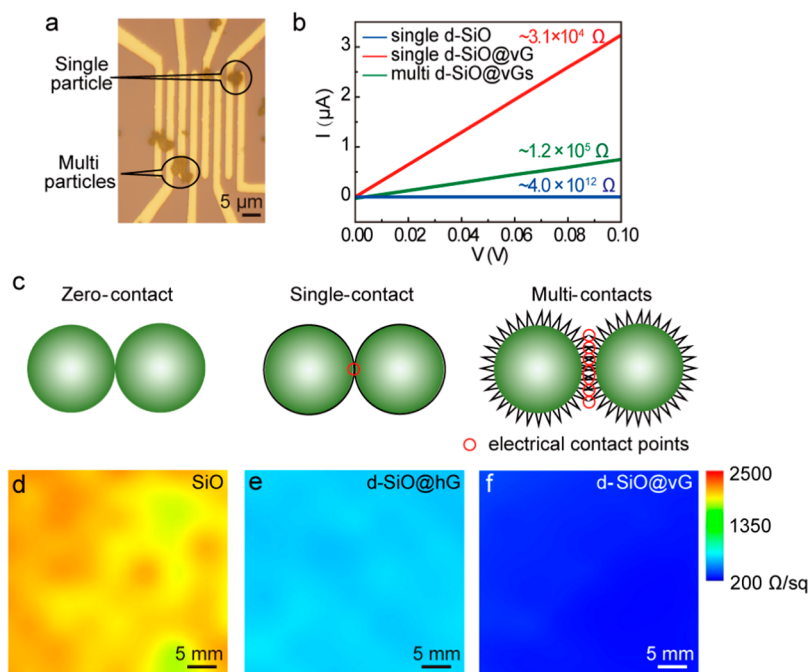 a
Single
particle
Multi
particles
5 µm
b
single d-SiO
single d-SiO@vG
multi d-SiO@vGs
~3.1×10⁴ Ω
~1.2×10⁵ Ω
~4.0×10¹² Ω
I (µA)
3
2
1
0
0.00 0.02 0.04 0.06 0.08 0.10
V (V)
c
Zero-contact
Single-contact
Multi-contacts
electrical contact points
d
SiO
5 mm
e
d-SiO@hG
5 mm
f
d-SiO@vG
5 mm
2500
1350
200 Ω/sq